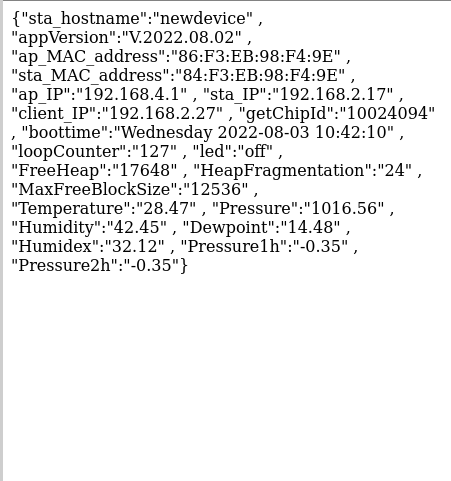 {"sta_hostname":"newdevice" ,
"appVersion":"V.2022.08.02" ,
"ap_MAC_address":"86:F3:EB:98:F4:9E" ,
"sta_MAC_address":"84:F3:EB:98:F4:9E" ,
"ap_IP":"192.168.4.1" , "sta_IP":"192.168.2.17" ,
"client_IP":"192.168.2.27" , "getChipId":"10024094"
, "boottime":"Wednesday 2022-08-03 10:42:10" ,
"loopCounter":"127" , "led":"off" ,
"FreeHeap":"17648" , "HeapFragmentation":"24" ,
"MaxFreeBlockSize":"12536" ,
"Temperature":"28.47" , "Pressure":"1016.56" ,
"Humidity":"42.45" , "Dewpoint":"14.48" ,
"Humidex":"32.12" , "Pressure1h":"-0.35" ,
"Pressure2h":"-0.35"}